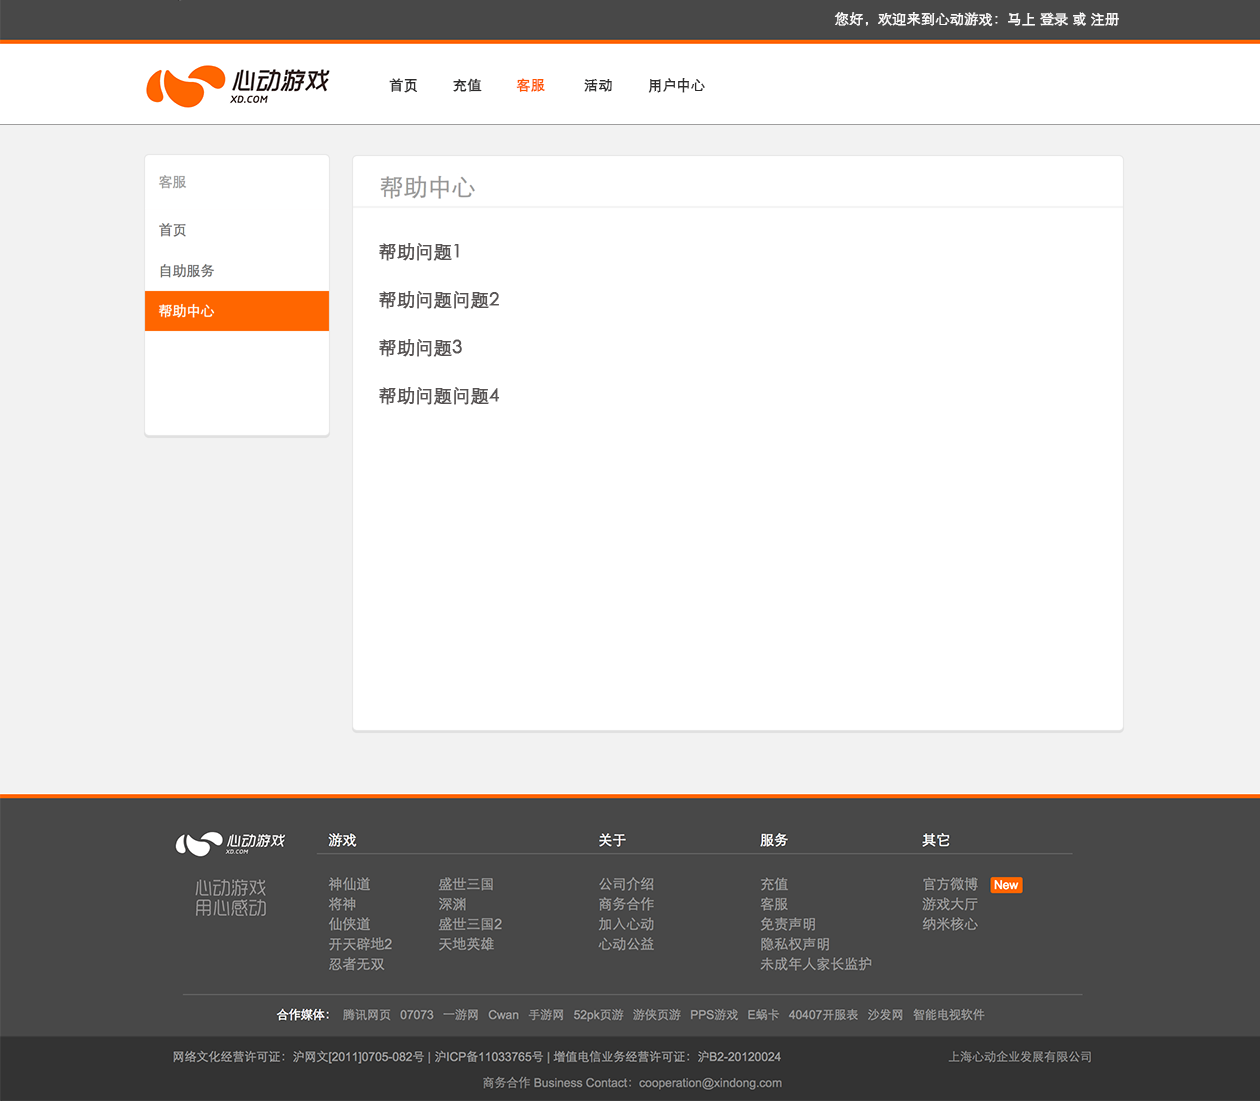 您好，欢迎来到心动游戏：马上 登录 或 注册
心动游戏
XD.COM
首页 充值 客服 活动 用户中心
客服
首页
自助服务
帮助中心
帮助中心
帮助问题1
帮助问题问题2
帮助问题3
帮助问题问题4
心动游戏
XD.COM
心动游戏
用心感动
游戏 关于 服务 其它
神仙道 盛世三国 公司介绍 充值 官方微博 New
将神 深渊 商务合作 客服 游戏大厅
仙侠道 盛世三国2 加入心动 免责声明 纳米核心
开天辟地2 天地英雄 心动公益 隐私权声明
忍者无双 未成年人家长监护
合作媒体： 腾讯网页 07073 一游网 Cwan 手游网 52pk页游 游侠页游 PPS游戏 E蜗卡 40407开服表 沙发网 智能电视软件
网络文化经营许可证：沪网文[2011]0705-082号 | 沪ICP备11033765号 | 增值电信业务经营许可证：沪B2-20120024 上海心动企业发展有限公司
商务合作 Business Contact：cooperation@xindong.com